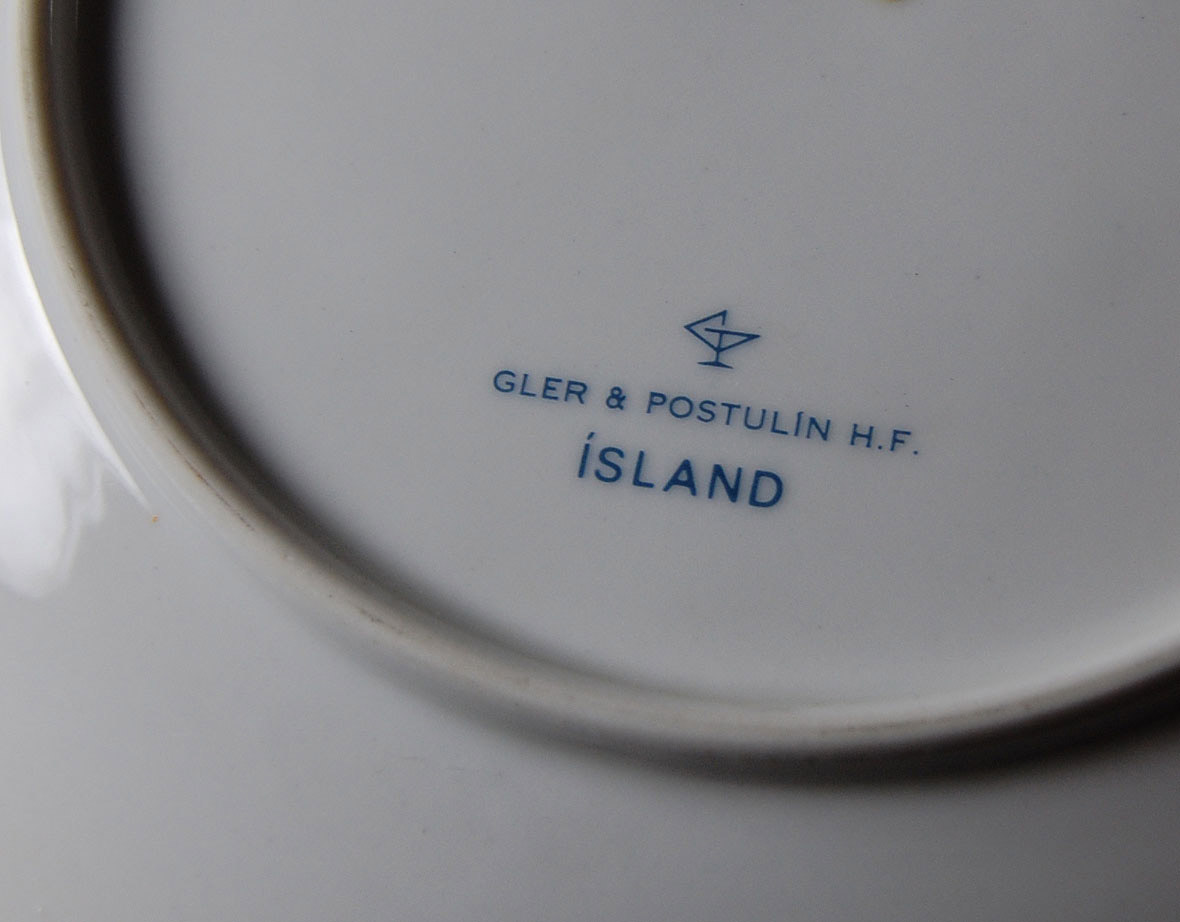 GLER & POSTULÍN H.F.
ÍSLAND